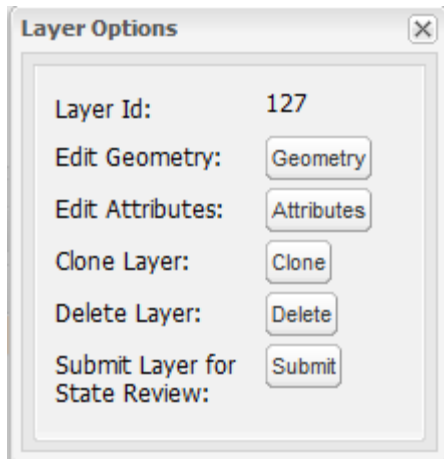 Layer Options
Layer Id: 127
Edit Geometry: Geometry
Edit Attributes: Attributes
Clone Layer: Clone
Delete Layer: Delete
Submit Layer for Submit
State Review: